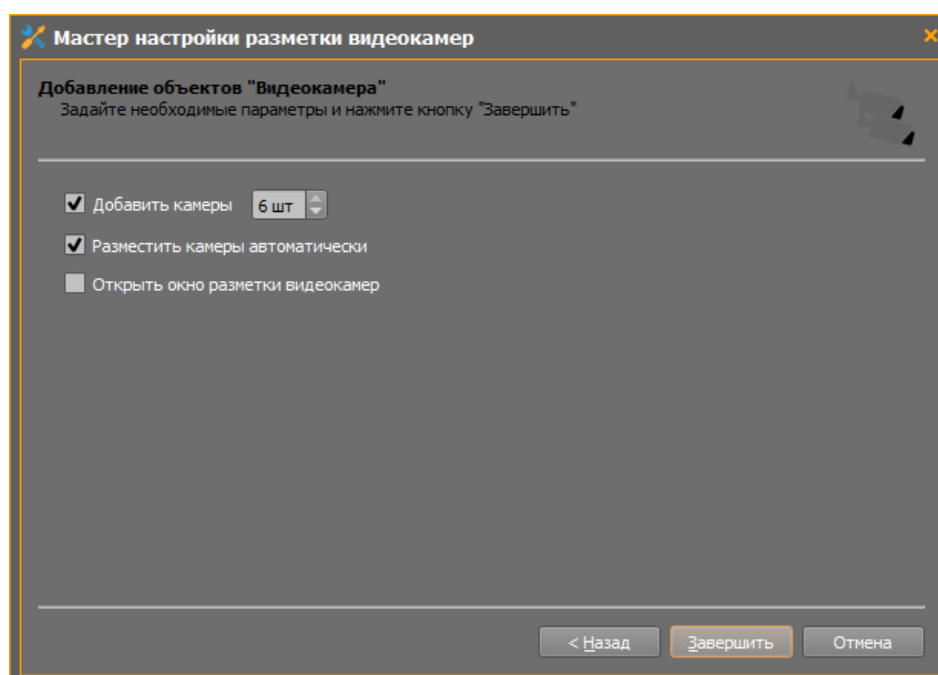 Мастер настройки разметки видеокамер
Добавление объектов "Видеокамера"
Задайте необходимые параметры и нажмите кнопку "Завершить"
Добавить камеры 6 шт
Разместить камеры автоматически
Открыть окно разметки видеокамер
< Назад Завершить Отмена